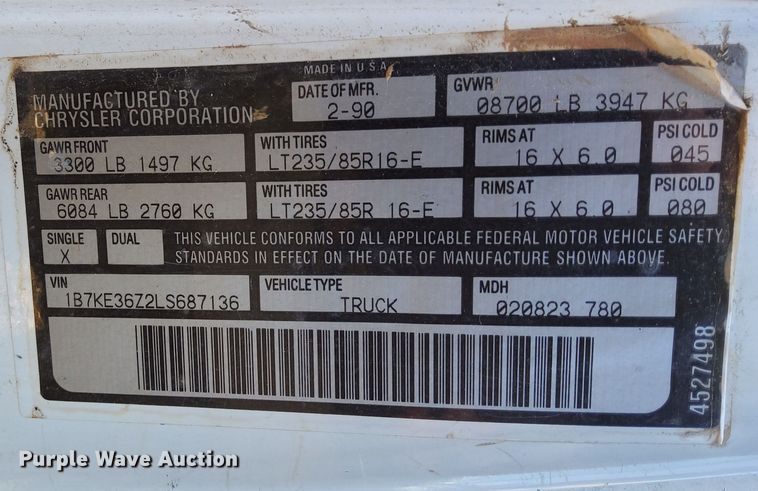 MADE IN U.S.A.
MANUFACTURED BY
CHRYSLER CORPORATION
DATE OF MFR.
2-90
GVWR
08700 LB 3947 KG
GAWR FRONT
3300 LB 1497 KG
WITH TIRES
LT235/85R16-E
RIMS AT
16 X 6.0
PSI COLD
045
GAWR REAR
6084 LB 2760 KG
WITH TIRES
LT235/85R 16-E
RIMS AT
16 X 6.0
PSI COLD
080
SINGLE
X
DUAL
THIS VEHICLE CONFORMS TO ALL APPLICABLE FEDERAL MOTOR VEHICLE SAFETY
STANDARDS IN EFFECT ON THE DATE OF MANUFACTURE SHOWN ABOVE.
VIN
1B7KE36Z2LS687136
VEHICLE TYPE
TRUCK
MDH
020823 780
4527498
Purple Wave Auction